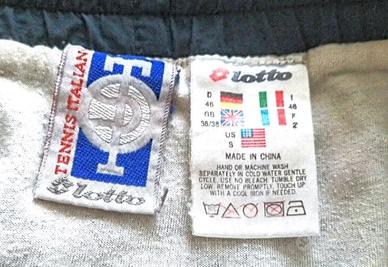 TENNIS ITALIAN
lotto
lotto
D I
46 48
GB F
36/38 2
US
S
MADE IN CHINA
HAND OR MACHINE WASH
SEPARATELY IN COLD WATER GENTLE
CYCLE. USE NO BLEACH. TUMBLE DRY
LOW. REMOVE PROMPTLY. TOUCH UP
WITH A COOL IRON IF NEEDED.